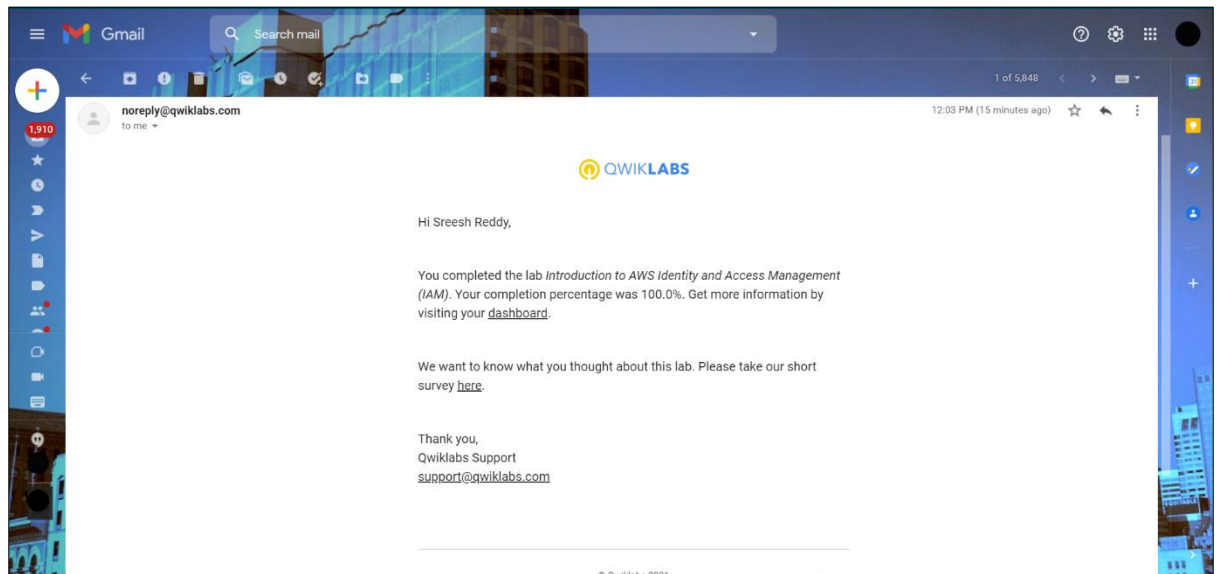 Gmail
Search mail
1 of 5,848
1,910
noreply@qwiklabs.com
12:03 PM (15 minutes ago)
to me
31
QWIKLABS
Hi Sreesh Reddy,
You completed the lab Introduction to AWS Identity and Access Management
(IAM). Your completion percentage was 100.0%. Get more information by
visiting your dashboard.
We want to know what you thought about this lab. Please take our short
survey here.
Thank you,
Qwiklabs Support
support@qwiklabs.com